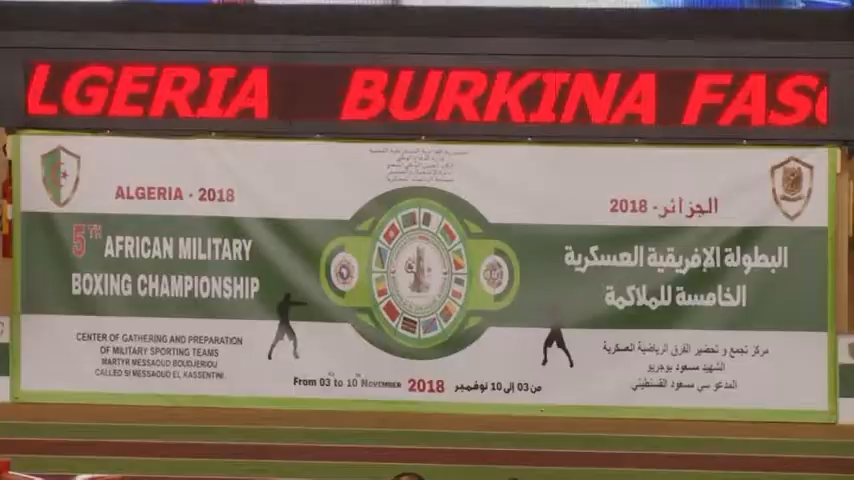 LGERIA BURKINA FAS
ALGERIA - 2018
5TH AFRICAN MILITARY
BOXING CHAMPIONSHIP
CENTER OF GATHERING AND PREPARATION
OF MILITARY SPORTING TEAMS
MARTYR MESSAOUD BOUDJERIOU
CALLED SI MESSAOUD EL KASSENTINI
From 03 to 10th November 2018 من 03 إلى 10 نوفمبر
الجزائر - 2018
البطولة الإفريقية العسكرية
الخامسة للملاكمة
مركز تجمع و تحضير الفرق الرياضية العسكرية
الشهيد مسعود بوجريو
المدعو سي مسعود القسنطيني